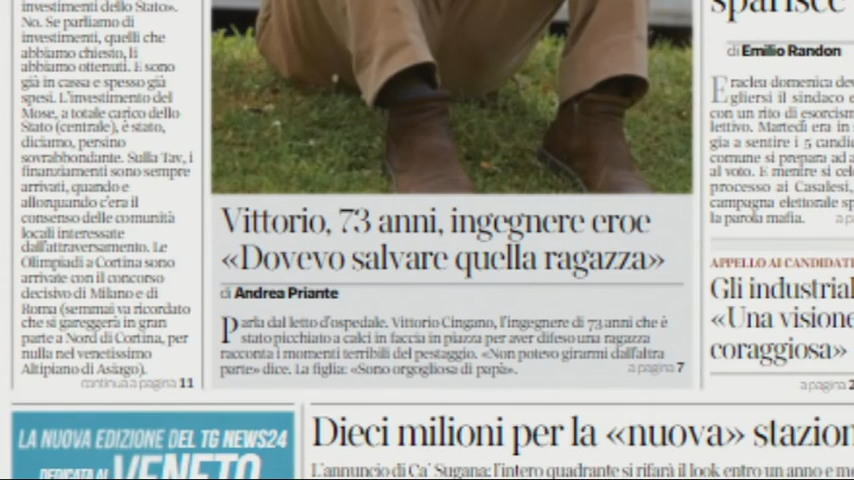 investimenti dello Stato».
No. Se parliamo di
investimenti, quelli che
abbiamo chiesto, li
abbiamo ottenuti. E sono
già in cassa e spesso già
spesi. L'investimento del
Mose, a totale carico dello
Stato (centrale), è stato,
diciamo, persino
sovrabbondante. Sulla Tav, i
finanziamenti sono sempre
arrivati, quando e
allorquando c'era il
consenso delle comunità
locali interessate
dall'attraversamento. Le
Olimpiadi a Cortina sono
arrivate con il concorso
decisivo di Milano e di
Roma (semmai va ricordato
che si gareggerà in gran
parte a Nord di Cortina, per
nulla nel venetissimo
Altipiano di Asiago).
continua a pagina 11
Vittorio, 73 anni, ingegnere eroe
«Dovevo salvare quella ragazza»
di Andrea Priante
Parla dal letto d'ospedale. Vittorio Cingano, l'ingegnere di 73 anni che è
stato picchiato a calci in faccia in piazza per aver difeso una ragazza
racconta i momenti terribili del pestaggio. «Non potevo girarmi dall'altra
parte» dice. La figlia: «Sono orgogliosa di papà».
a pagina 7
sparisce
di Emilio Randon
Eraclea domenica dev
gliersi il sindaco e
con un rito di esorcism
lettivo. Martedì era in
gia a sentire i 5 candic
comune si prepara ad a
al voto. E mentre si cele
processo ai Casalesi,
campagna elettorale sp
la parola mafia.
a p
APPELLO AI CANDIDATI
Gli industrial
«Una visione
coraggiosa»
a pagina 2
LA NUOVA EDIZIONE DEL TG NEWS24
DEDICATA AL VENETO
Dieci milioni per la «nuova» stazion
L'annuncio di Ca' Sugana: l'intero quadrante si rifarà il look entro un anno e me